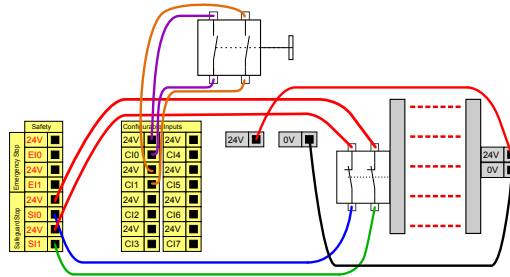 Safety
Emergency Stop
24V
EI0
24V
EI1
Safeguard Stop
24V
SI0
24V
SI1
Configurable Inputs
24V 24V
CI0 CI4
24V 24V
CI1 CI5
24V 24V
CI2 CI6
24V 24V
CI3 CI7
24V
0V
24V
0V